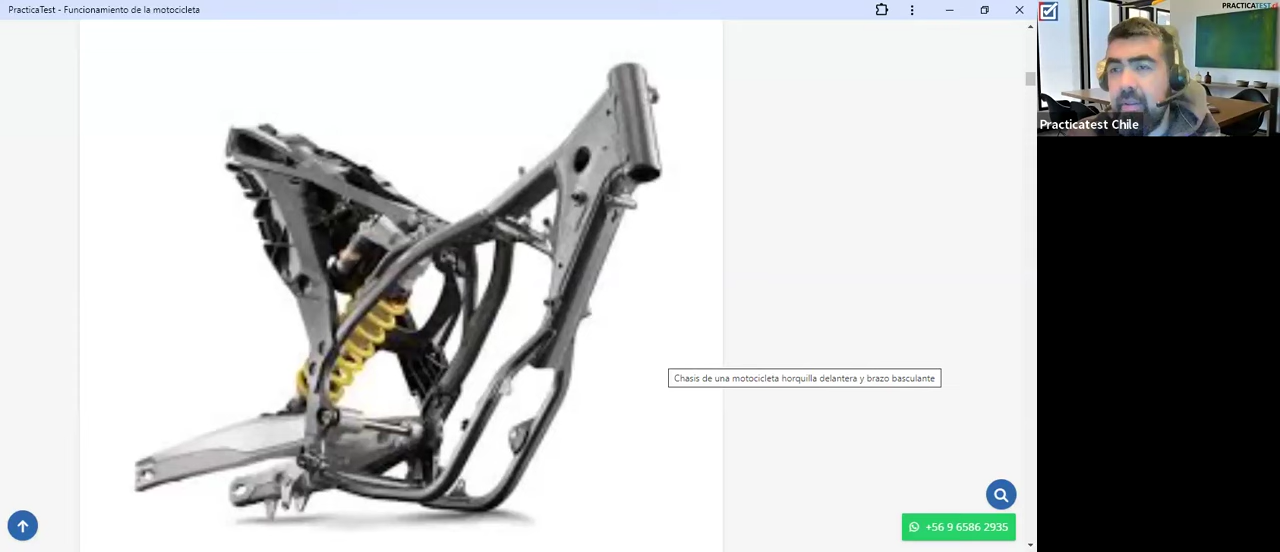 PracticaTest - Funcionamiento de la motocicleta
PRACTICATEST.cl
Practicatest Chile
Chasis de una motocicleta horquilla delantera y brazo basculante
+56 9 6586 2935